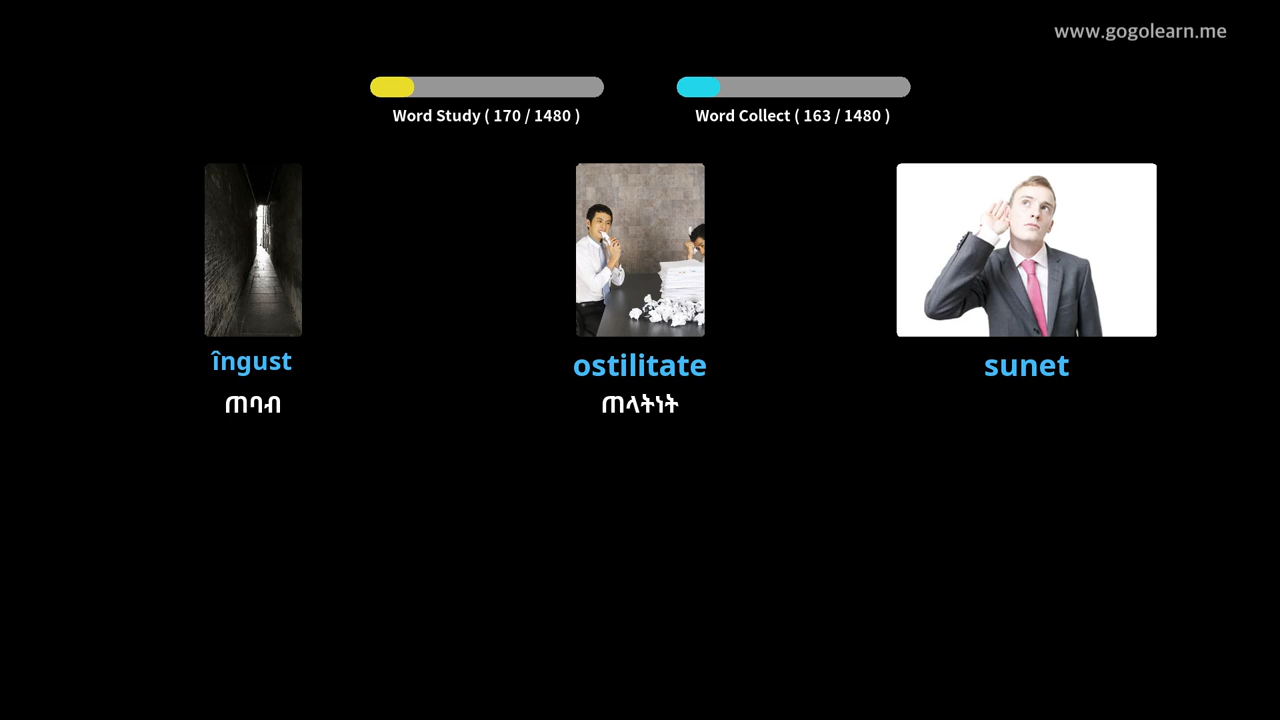 www.gogolearn.me
Word Study ( 170 / 1480 )
Word Collect ( 163 / 1480 )
îngust
ostilitate
sunet
ጠባብ
ጠላትነት